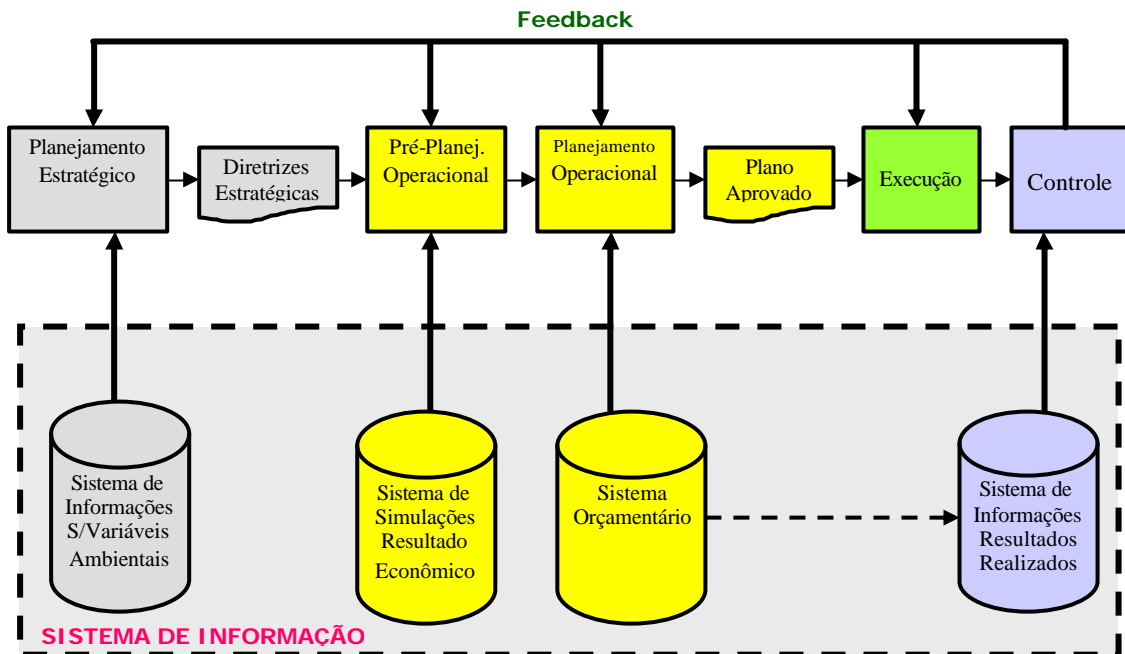 Feedback
Planejamento
Estratégico
Diretrizes
Estratégicas
Pré-Planej.
Operacional
Planejamento
Operacional
Plano
Aprovado
Execução
Controle
Sistema de
Informações
S/Variáveis
Ambientais
Sistema de
Simulações
Resultado
Econômico
Sistema
Orçamentário
Sistema de
Informações
Resultados
Realizados
SISTEMA DE INFORMAÇÃO